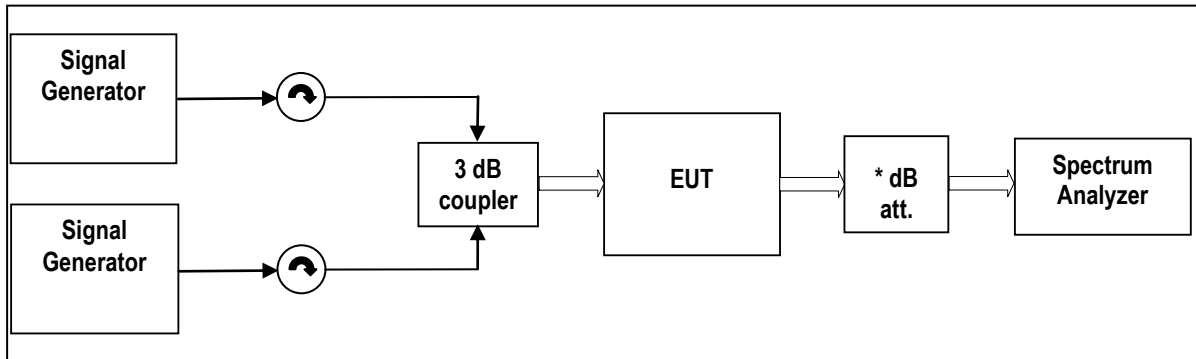 Signal
Generator
3 dB
coupler
EUT
* dB
att.
Spectrum
Analyzer
Signal
Generator